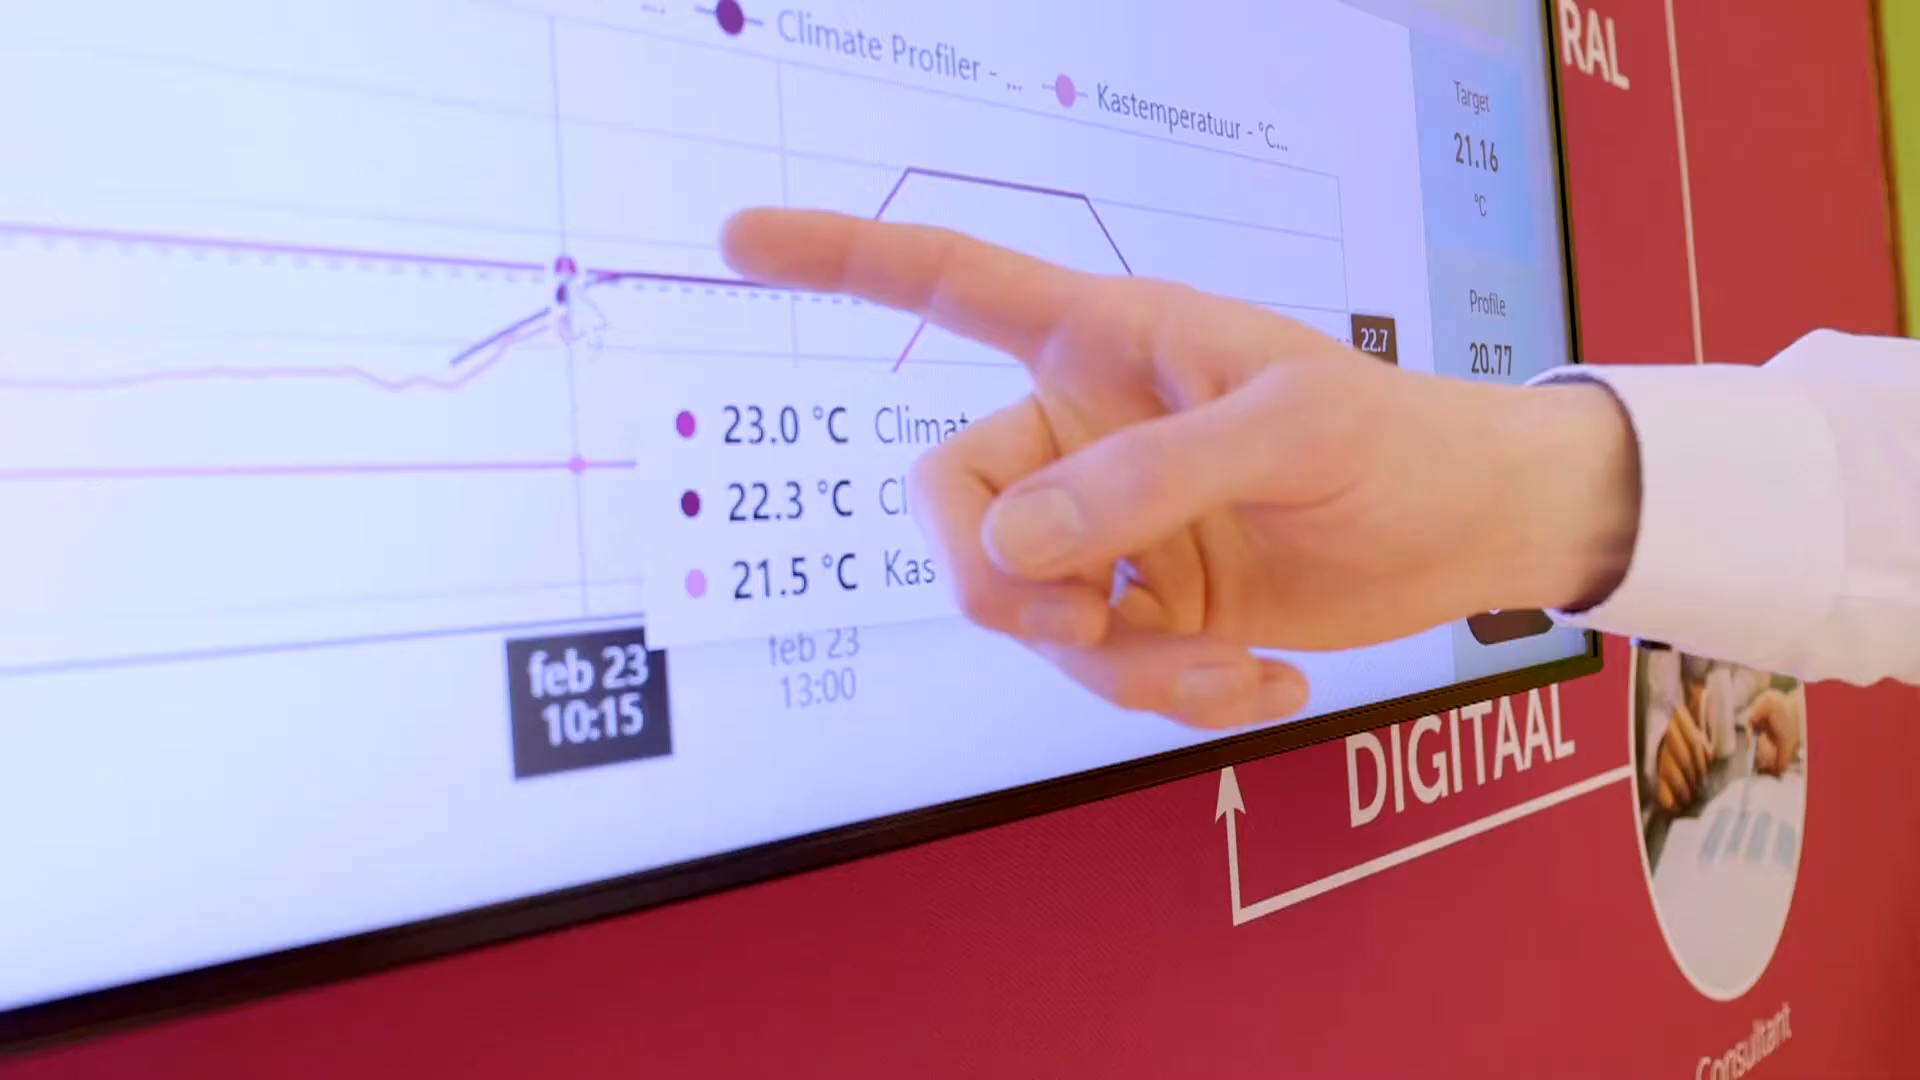 ... Climate Profiler - ... Kastemperatuur - °C...
RAL
Target
21.16
°C
Profile
20.77
22.7
23.0 °C Climat
22.3 °C Cl
21.5 °C Kas
feb 23
10:15
feb 23
13:00
DIGITAAL
Consultant